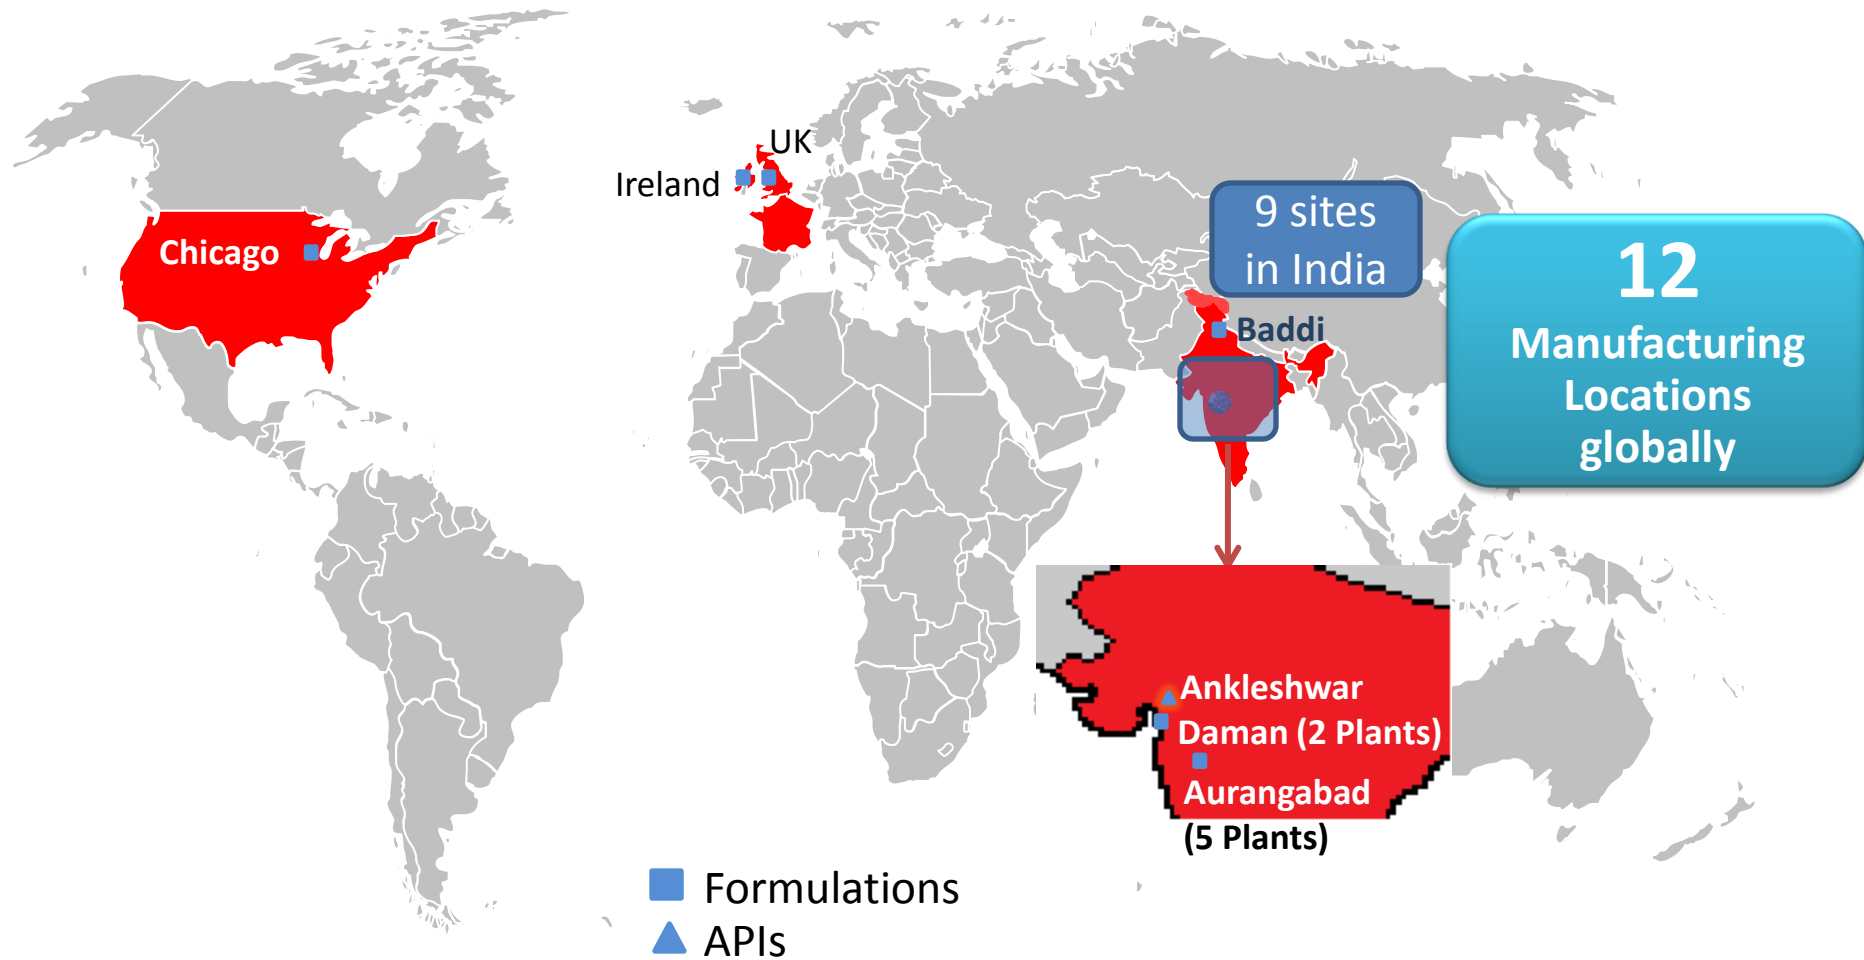 UK
Ireland
Chicago
9 sites
in India
Baddi
12
Manufacturing
Locations
globally
Ankleshwar
Daman (2 Plants)
Aurangabad
(5 Plants)
Formulations
APIs